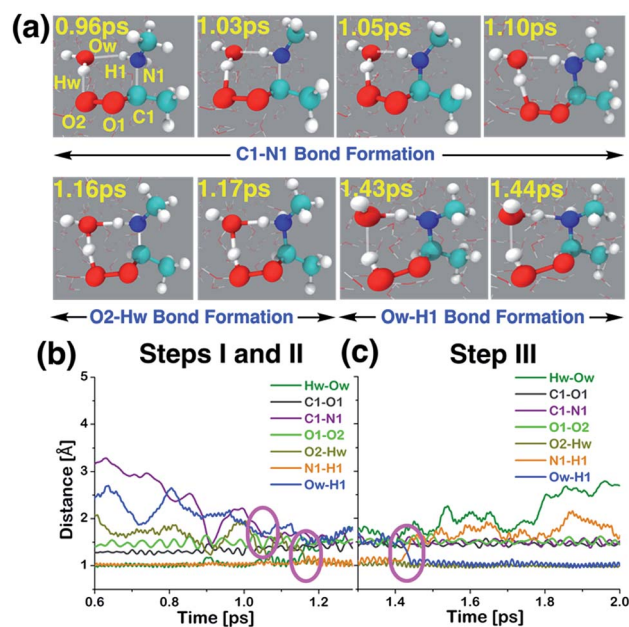 (a)
0.96ps 1.03ps 1.05ps 1.10ps
Ow
H1
N1
Hw
C1
O2 O1
C1-N1 Bond Formation
1.16ps 1.17ps 1.43ps 1.44ps
O2-Hw Bond Formation Ow-H1 Bond Formation
(b) Steps I and II
Distance [Å]
5
4
3
2
1
Hw-Ow
C1-O1
C1-N1
O1-O2
O2-Hw
N1-H1
Ow-H1
0.6 0.8 1.0 1.2
Time [ps]
(c) Step III
Hw-Ow
C1-O1
C1-N1
O1-O2
O2-Hw
N1-H1
Ow-H1
1.4 1.6 1.8 2.0
Time [ps]